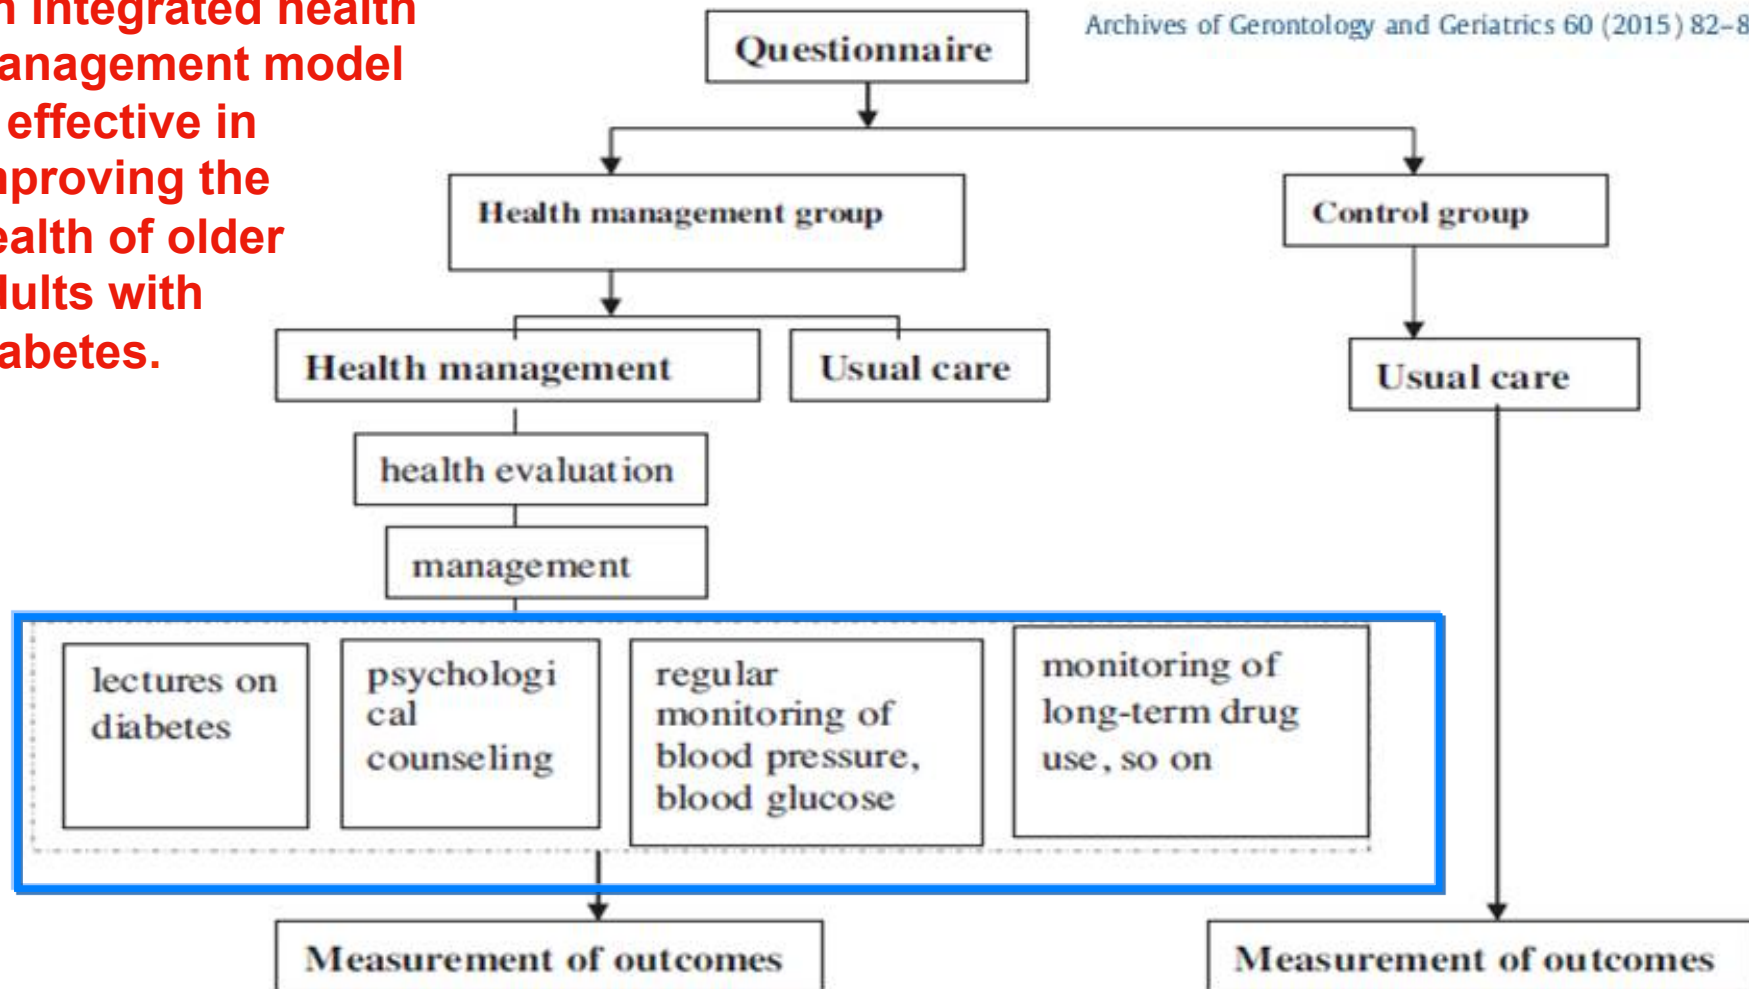 n integrated health
anagement model
effective in
mproving the
ealth of older
dults with
abetes.
Archives of Gerontology and Geriatrics 60 (2015) 82–8
Questionnaire
Health management group
Control group
Health management
Usual care
Usual care
health evaluation
management
lectures on
diabetes
psychologi
cal
counseling
regular
monitoring of
blood pressure,
blood glucose
monitoring of
long-term drug
use, so on
Measurement of outcomes
Measurement of outcomes